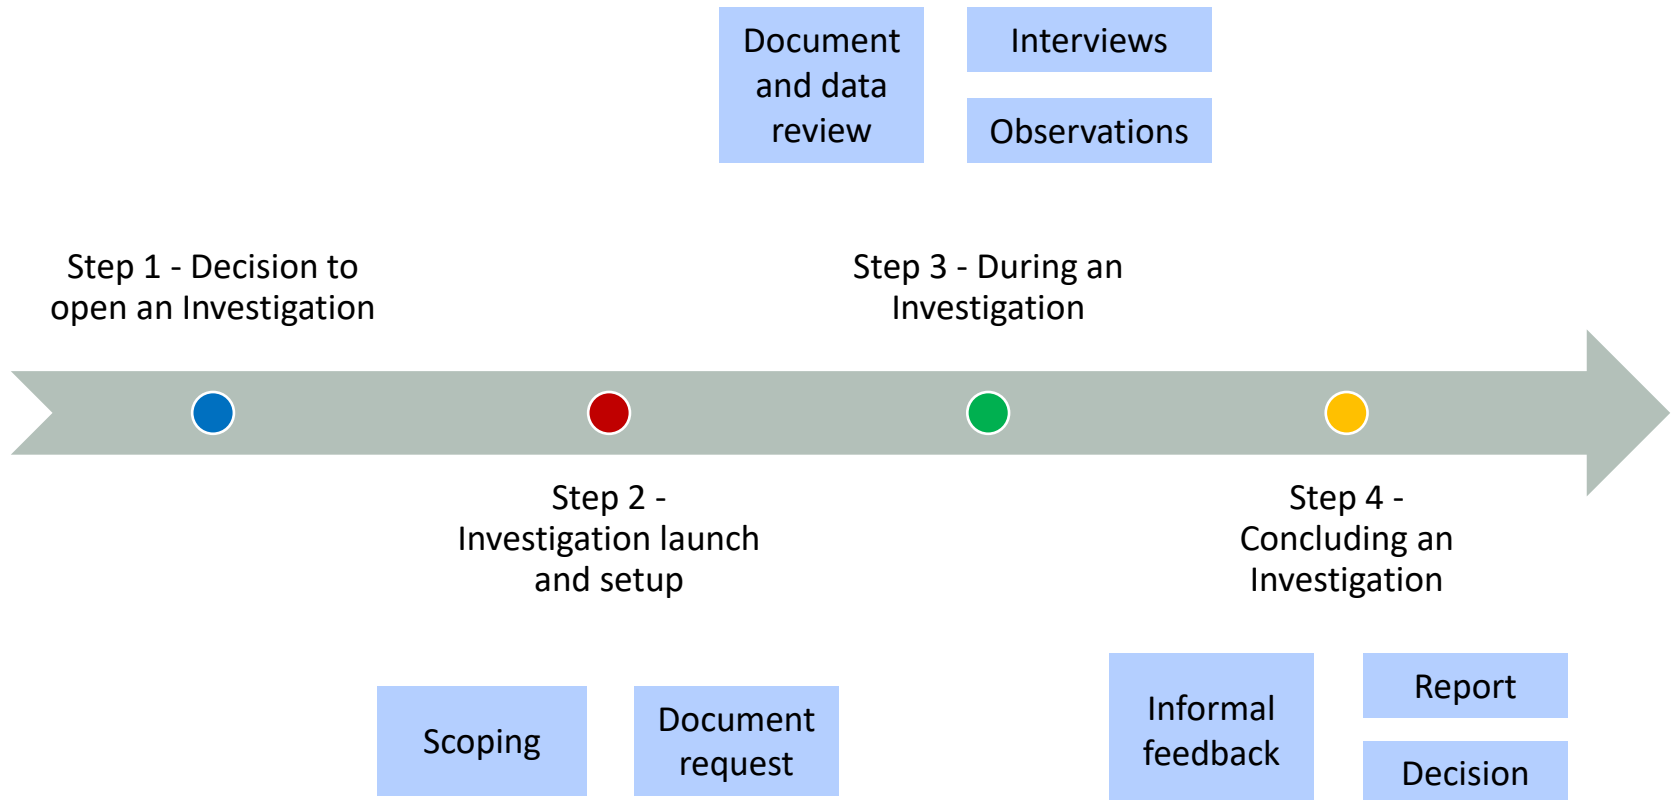 Document
and data
review
Interviews
Observations
Step 1 - Decision to
open an Investigation
Step 3 - During an
Investigation
Step 2 -
Investigation launch
and setup
Step 4 -
Concluding an
Investigation
Scoping
Document
request
Informal
feedback
Report
Decision